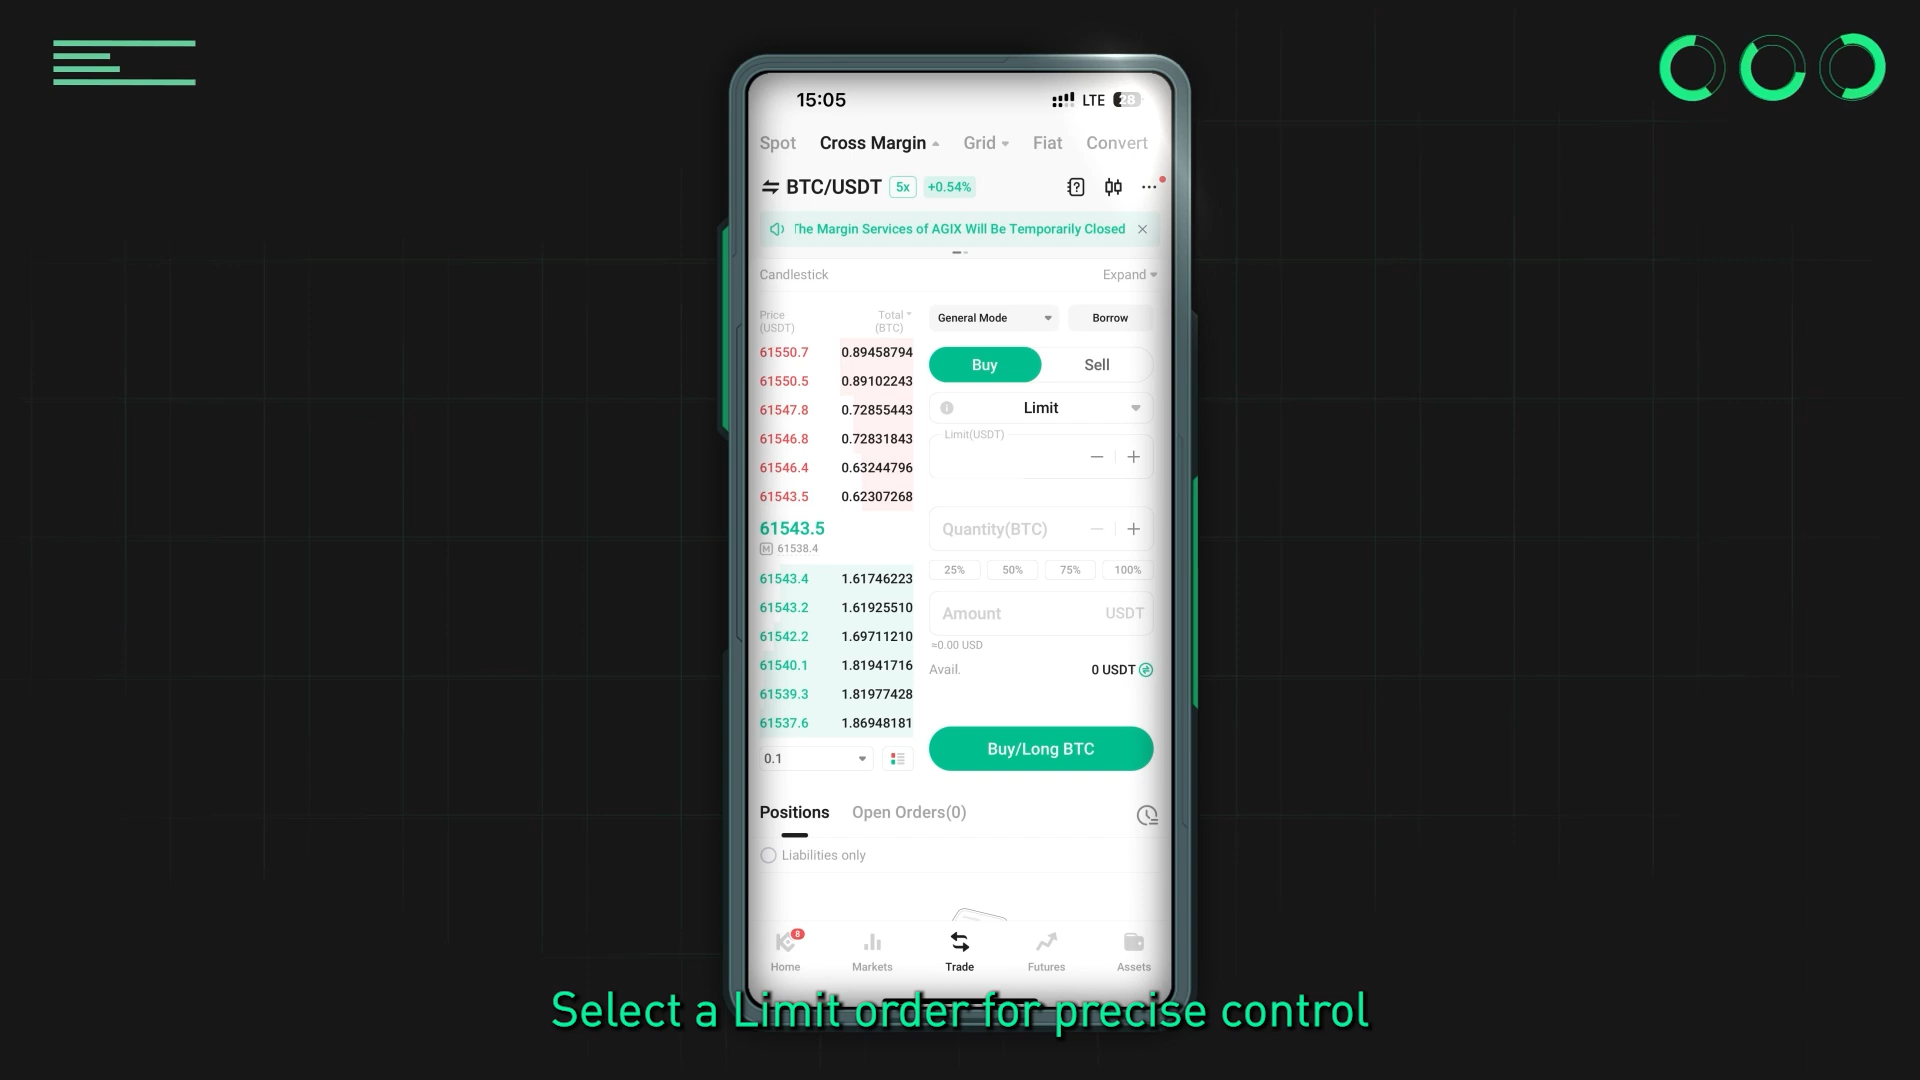 15:05
LTE 28
Spot Cross Margin Grid Fiat Convert
BTC/USDT 5x +0.54%
The Margin Services of AGIX Will Be Temporarily Closed
Candlestick Expand
Price (USDT) Total (BTC)
General Mode Borrow
61550.7 0.89458794
61550.5 0.89102243
61547.8 0.72855443
61546.8 0.72831843
61546.4 0.63244796
61543.5 0.62307268
61543.5
M 61538.4
61543.4 1.61746223
61543.2 1.61925510
61542.2 1.69711210
61540.1 1.81941716
61539.3 1.81977428
61537.6 1.86948181
0.1
Buy Sell
Limit
Limit(USDT)
Quantity(BTC)
25% 50% 75% 100%
Amount USDT
≈0.00 USD
Avail. 0 USDT
Buy/Long BTC
Positions Open Orders(0)
Liabilities only
8
Home Markets Trade Futures Assets
Select a Limit order for precise control